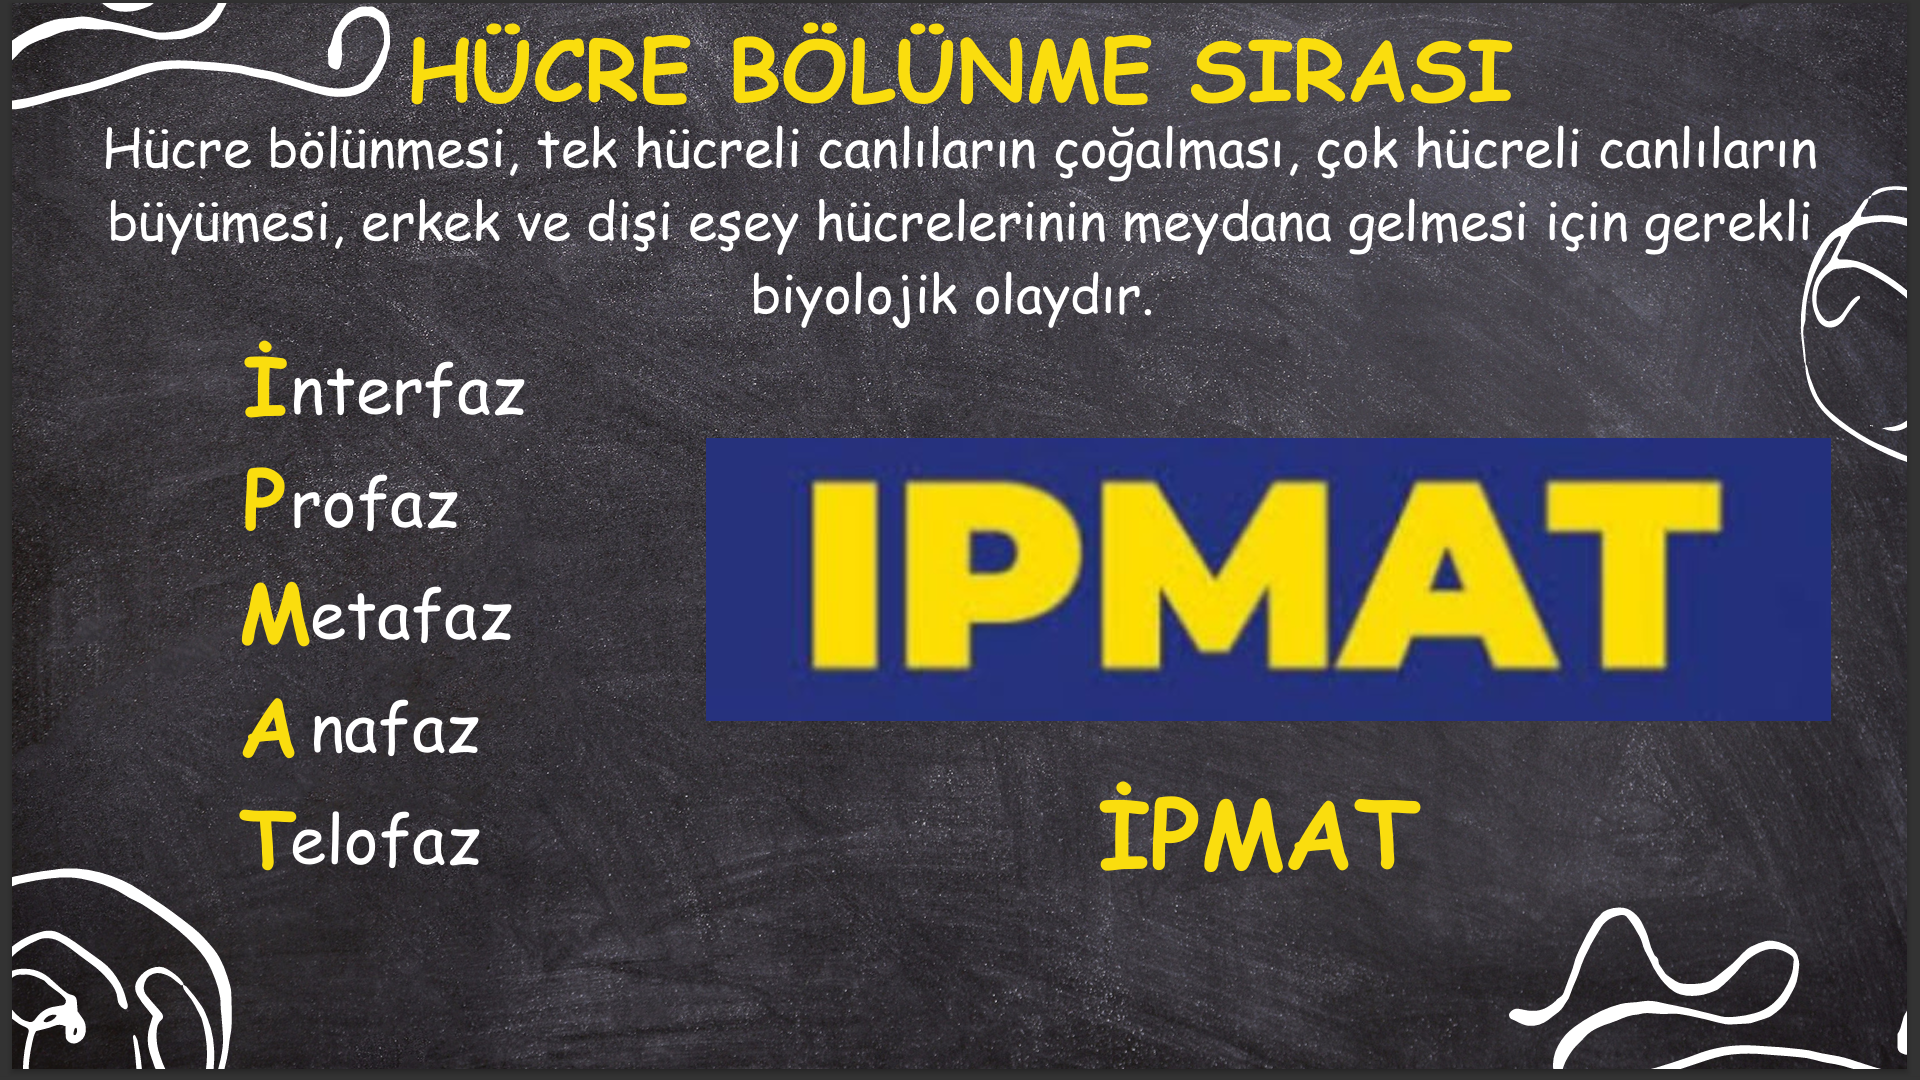 HÜCRE BÖLÜNME SIRASI
Hücre bölünmesi, tek hücreli canlıların çoğalması, çok hücreli canlıların
büyümesi, erkek ve dişi eşey hücrelerinin meydana gelmesi için gerekli
biyolojik olaydır.
İnterfaz
Profaz
Metafaz
A nafaz
Telofaz
IPMAT
İPMAT